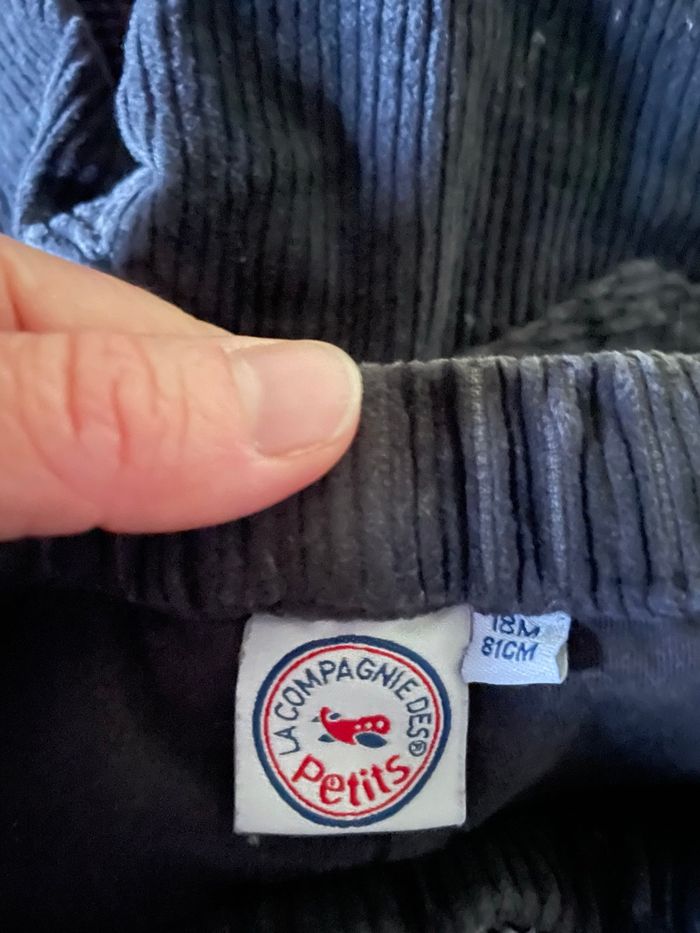 LA COMPAGNIE DES®
Petits
18M
81CM